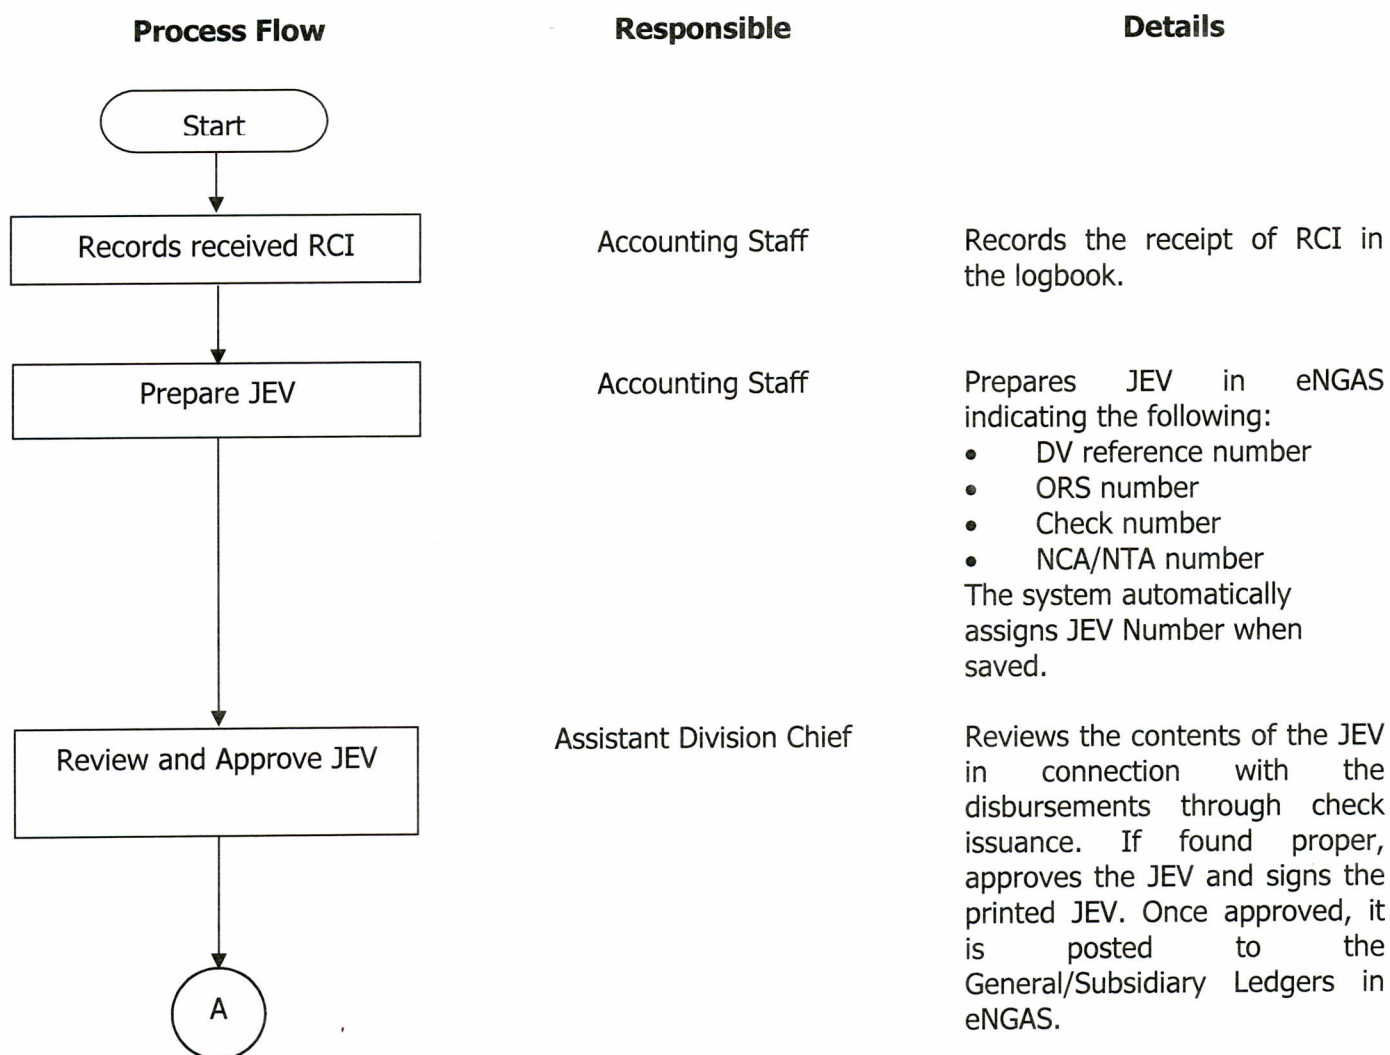 Process Flow
Responsible
Details
Start
Records received RCI
Accounting Staff
Records the receipt of RCI in
the logbook.
Prepare JEV
Accounting Staff
Prepares JEV in eNGAS
indicating the following:
• DV reference number
• ORS number
• Check number
• NCA/NTA number
The system automatically
assigns JEV Number when
saved.
Review and Approve JEV
Assistant Division Chief
Reviews the contents of the JEV
in connection with the
disbursements through check
issuance. If found proper,
approves the JEV and signs the
printed JEV. Once approved, it
is posted to the
General/Subsidiary Ledgers in
eNGAS.
A